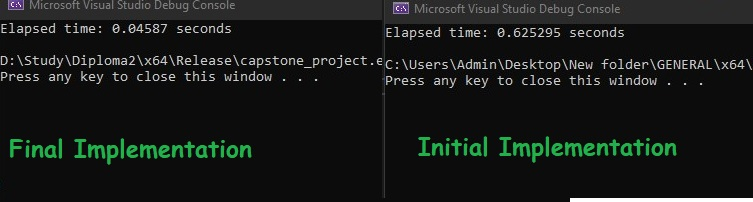 Microsoft Visual Studio Debug Console
Elapsed time: 0.04587 seconds
D:\Study\Diploma2\x64\Release\capstone_project.e
Press any key to close this window . . .
Final Implementation
Microsoft Visual Studio Debug Console
Elapsed time: 0.625295 seconds
C:\Users\Admin\Desktop\New folder\GENERAL\x64\
Press any key to close this window . . .
Initial Implementation